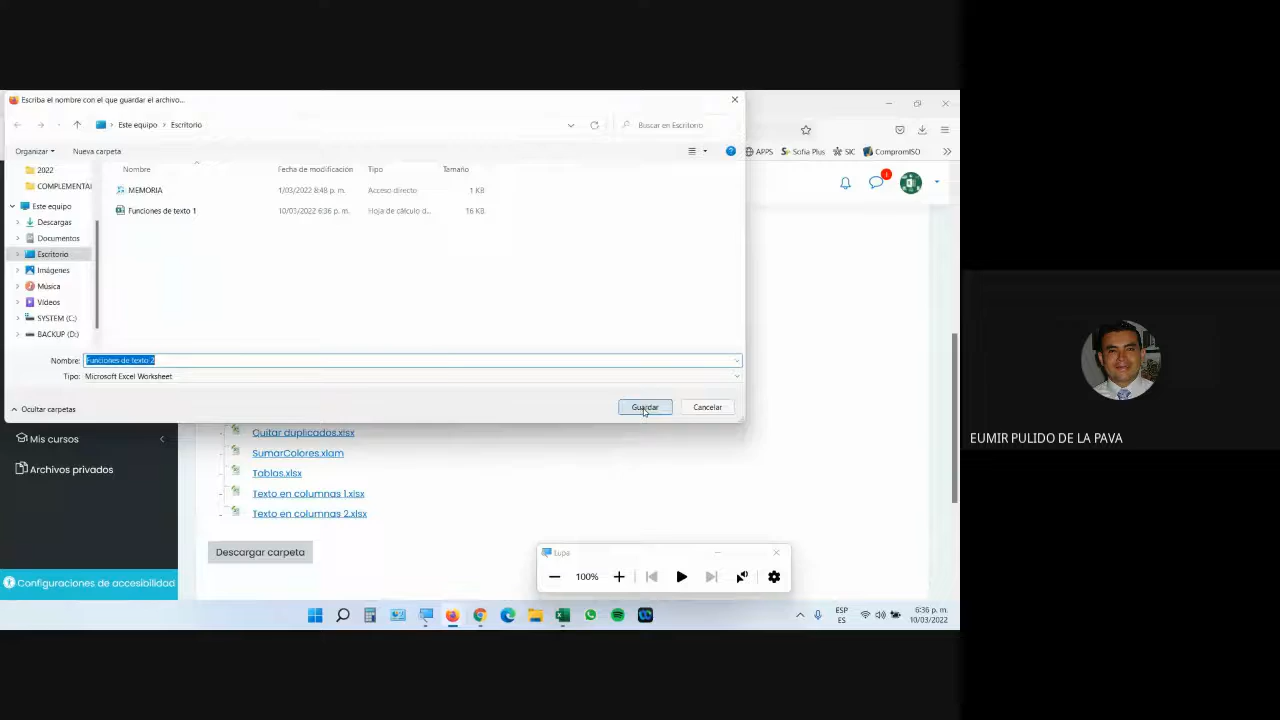 Escriba el nombre con el que guardar el archivo...
Este equipo > Escritorio
Buscar en Escritorio
Organizar
Nueva carpeta
APPS
Sofia Plus
SIC
CompromISO
2022
COMPLEMENTAI
Este equipo
Descargas
Documentos
Escritorio
Imágenes
Música
Vídeos
SYSTEM (C:)
BACKUP (D:)
Nombre
Fecha de modificación
Tipo
Tamaño
MEMORIA
1/03/2022 8:48 p. m.
Acceso directo
1 KB
Funciones de texto 1
10/03/2022 6:36 p. m.
Hoja de cálculo d...
16 KB
Nombre: Funciones de texto 2
Tipo: Microsoft Excel Worksheet
Ocultar carpetas
Guardar
Cancelar
EUMIR PULIDO DE LA PAVA
Mis cursos
Archivos privados
Quitar duplicados.xlsx
SumarColores.xlam
Tablas.xlsx
Texto en columnas 1.xlsx
Texto en columnas 2.xlsx
Descargar carpeta
Configuraciones de accesibilidad
Lupa
100%
ESP
ES
6:36 p. m.
10/03/2022